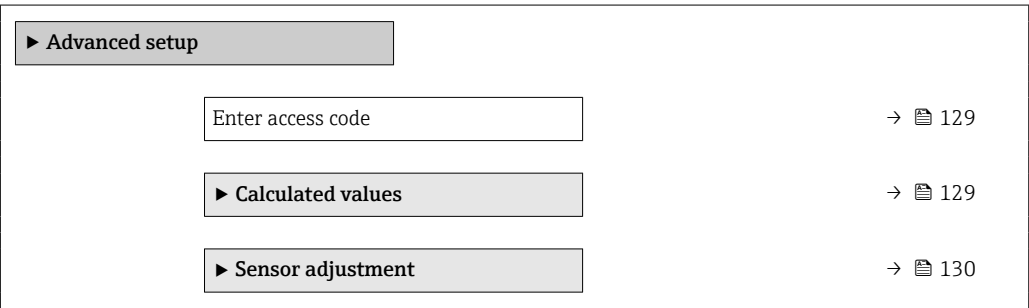 ▶ Advanced setup
Enter access code → 🖺 129
▶ Calculated values → 🖺 129
▶ Sensor adjustment → 🖺 130